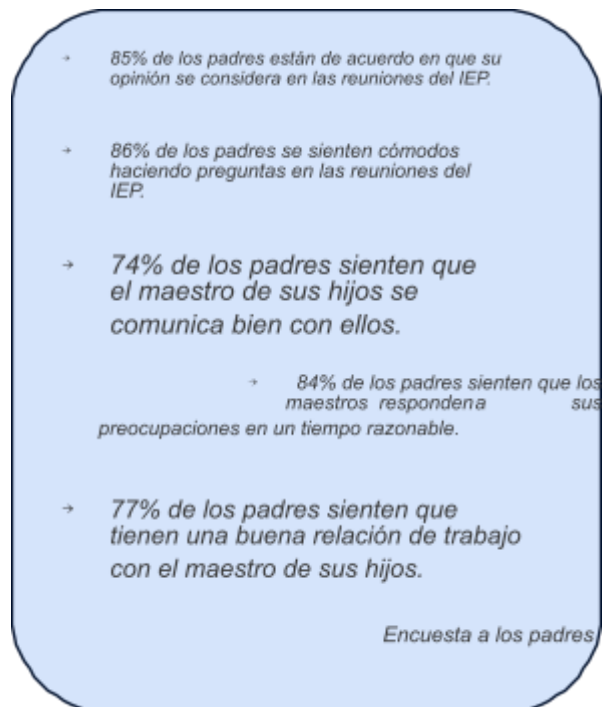 → 85% de los padres están de acuerdo en que su
opinión se considera en las reuniones del IEP.
→ 86% de los padres se sienten cómodos
haciendo preguntas en las reuniones del
IEP.
→ 74% de los padres sienten que
el maestro de sus hijos se
comunica bien con ellos.
→ 84% de los padres sienten que los
maestros respondena sus
preocupaciones en un tiempo razonable.
→ 77% de los padres sienten que
tienen una buena relación de trabajo
con el maestro de sus hijos.
Encuesta a los padres